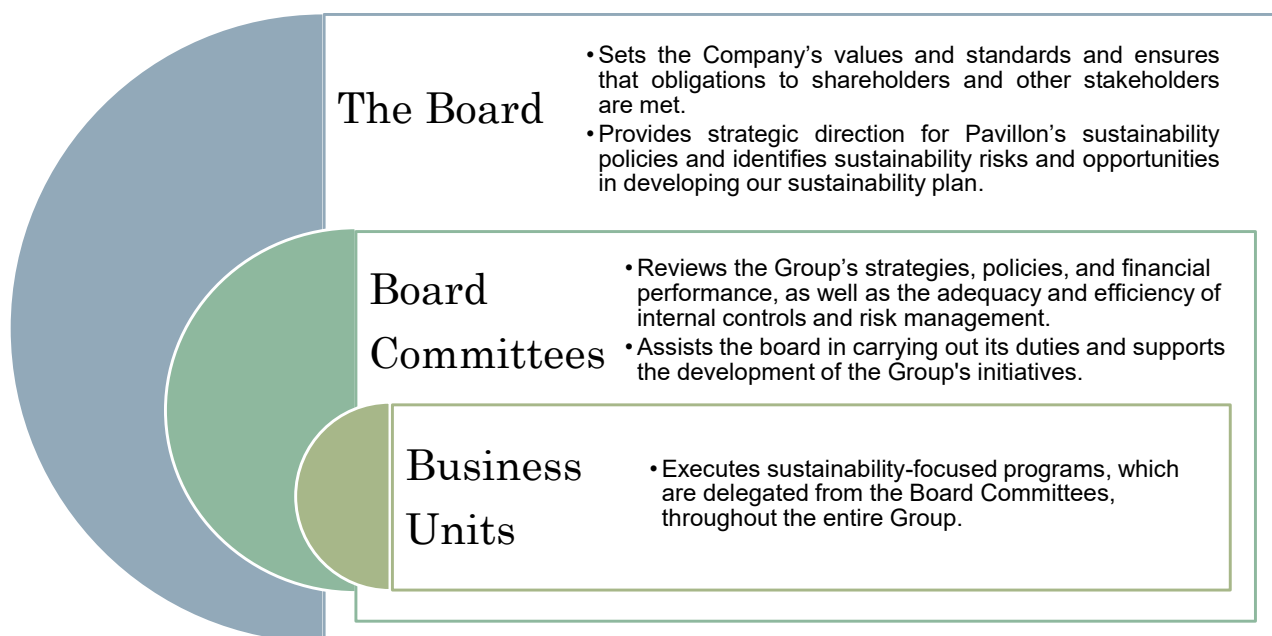 The Board
•Sets the Company’s values and standards and ensures
that obligations to shareholders and other stakeholders
are met.
•Provides strategic direction for Pavillon’s sustainability
policies and identifies sustainability risks and opportunities
in developing our sustainability plan.
Board
Committees
•Reviews the Group’s strategies, policies, and financial
performance, as well as the adequacy and efficiency of
internal controls and risk management.
•Assists the board in carrying out its duties and supports
the development of the Group's initiatives.
Business
Units
•Executes sustainability-focused programs, which
are delegated from the Board Committees,
throughout the entire Group.